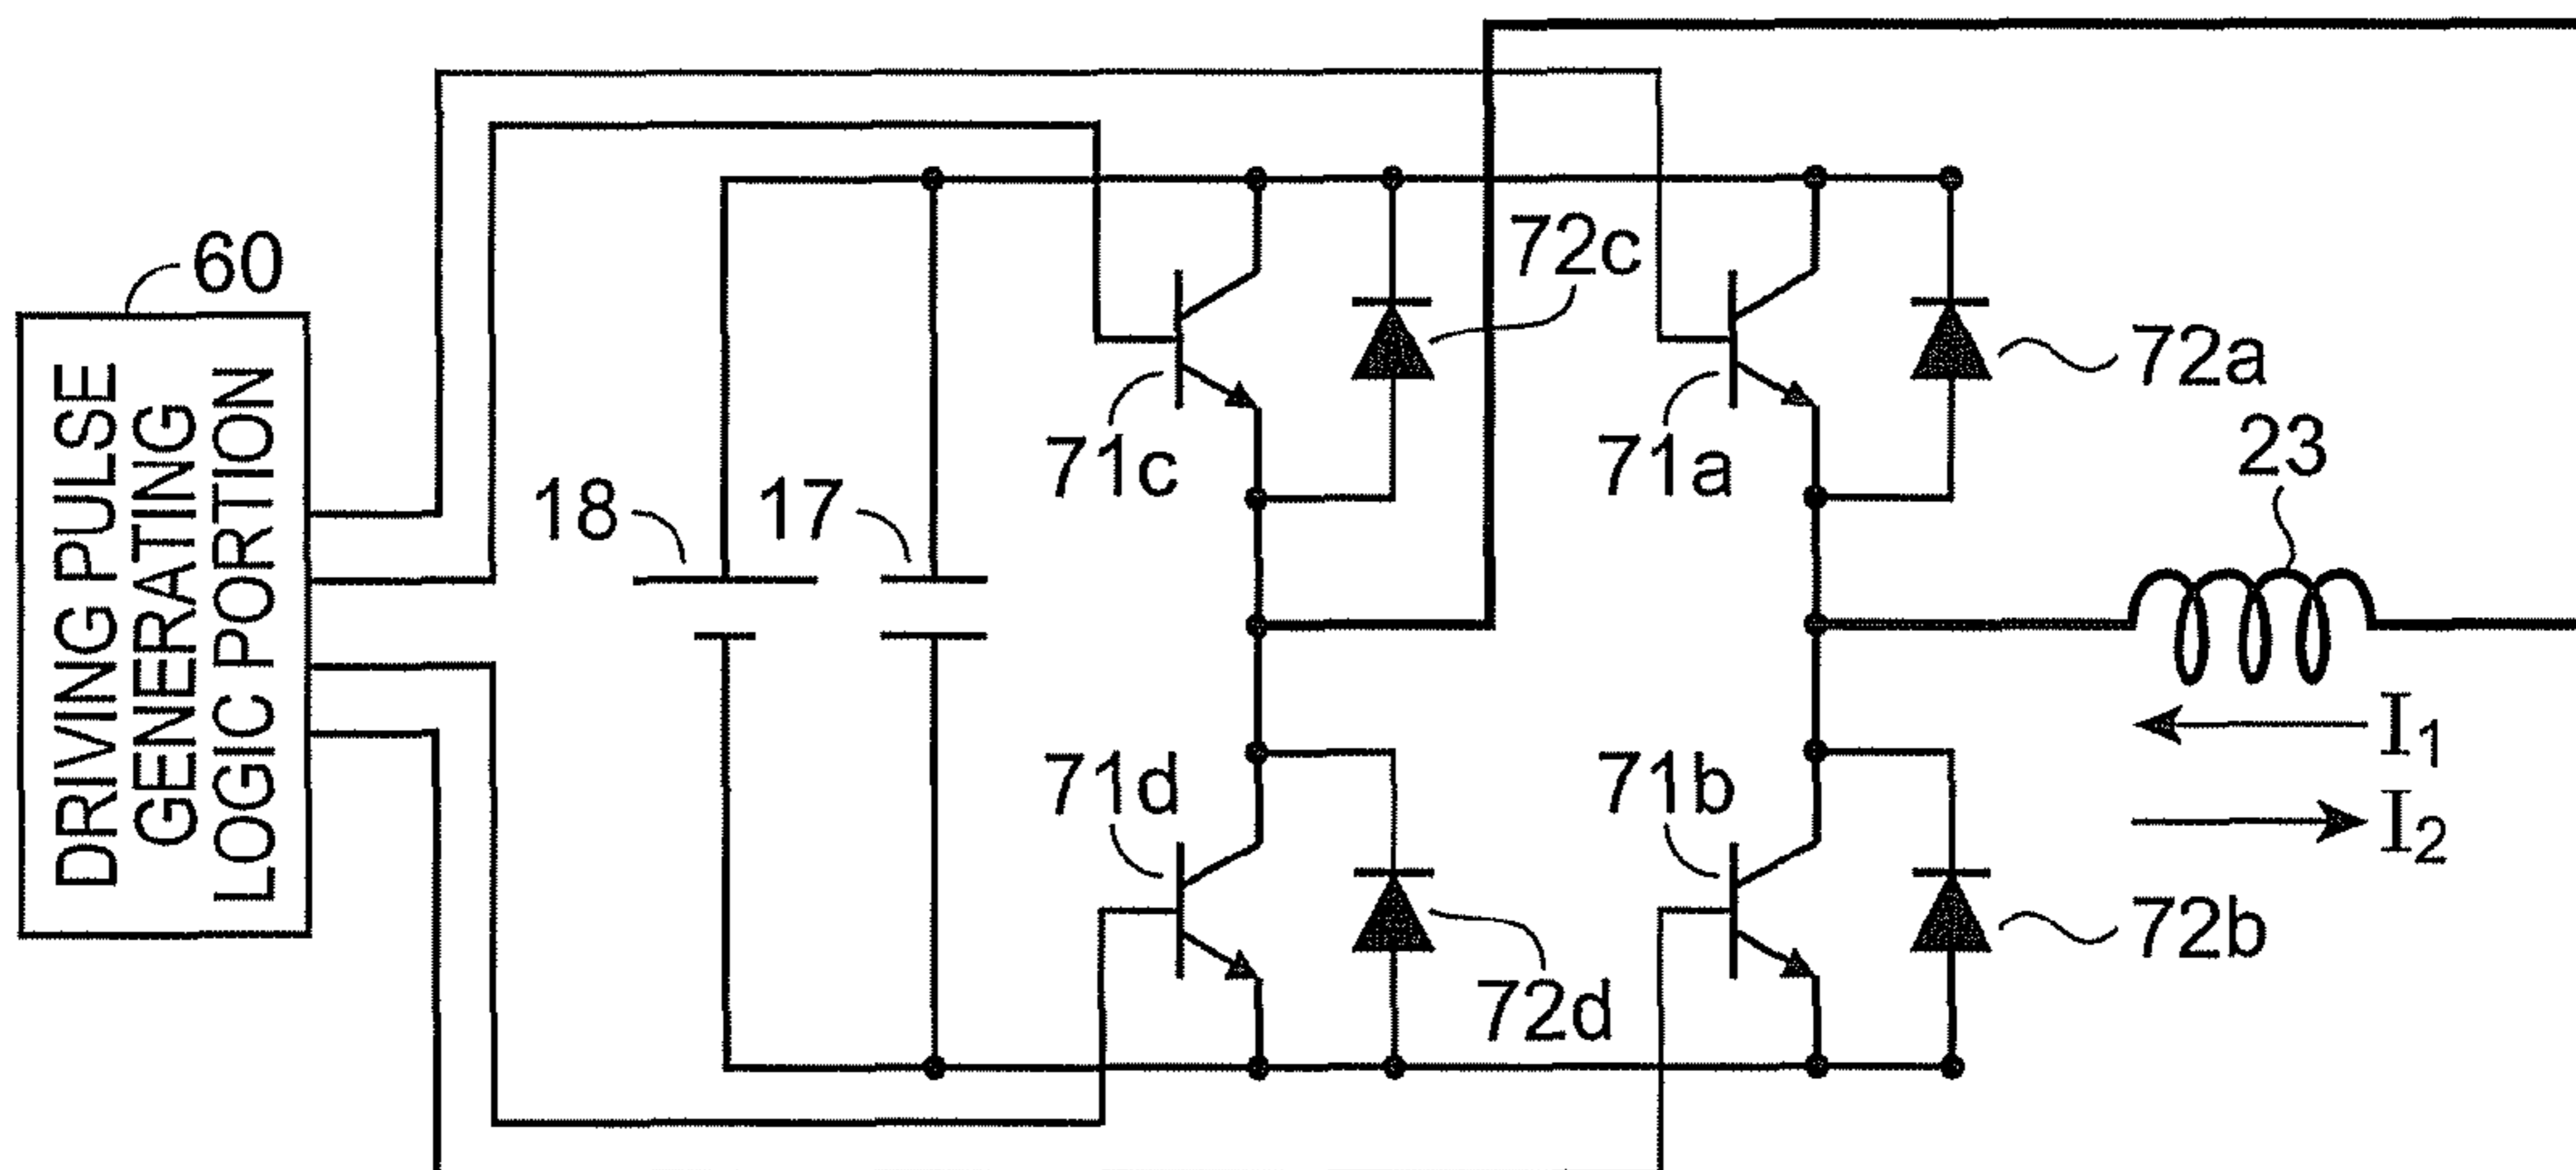 60
DRIVING PULSE
GENERATING
LOGIC PORTION
18
17
71c
72c
71a
72a
23
71d
72d
71b
72b
I1
I2